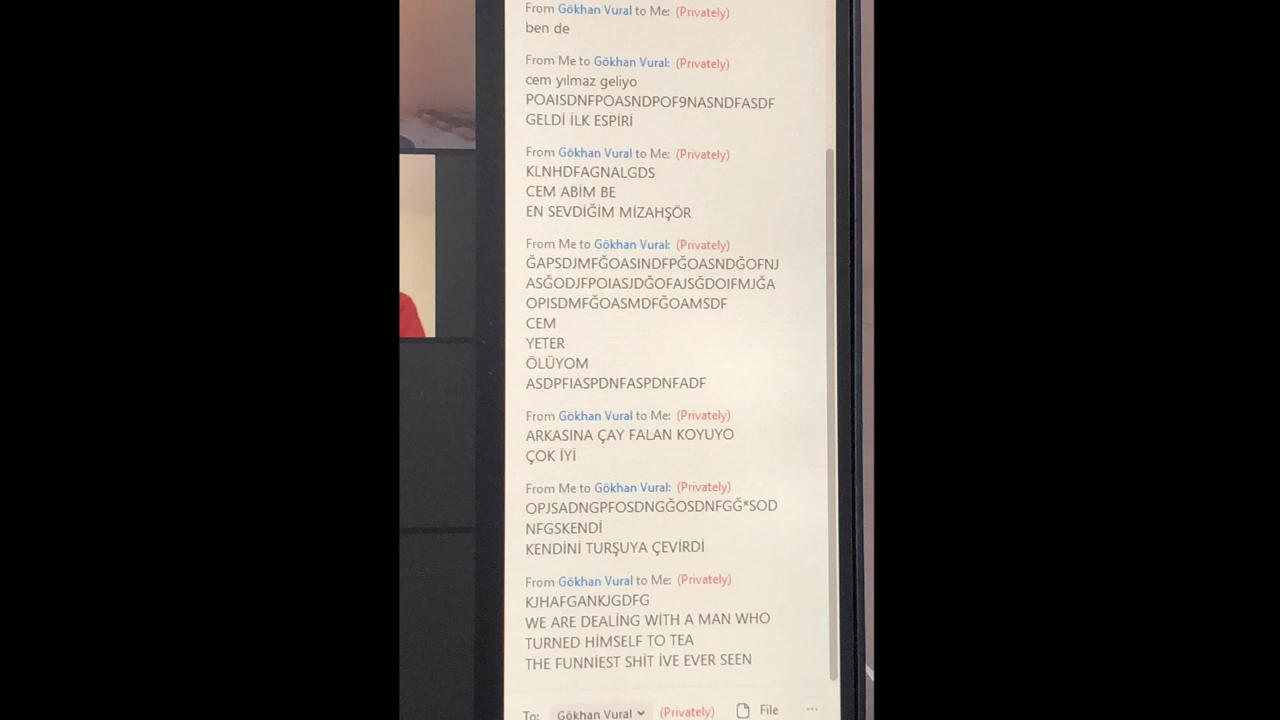 From Gökhan Vural to Me: (Privately)
ben de
From Me to Gökhan Vural: (Privately)
cem yılmaz geliyo
POAISDNFPOASNDPOF9NASNDFASDF
GELDİ İLK ESPİRİ
From Gökhan Vural to Me: (Privately)
KLNHDFAGNALGDS
CEM ABİM BE
EN SEVDİĞİM MİZAHŞÖR
From Me to Gökhan Vural: (Privately)
ĞAPSDJMFĞOASINDFPĞOASNDĞOFNJ
ASĞODJFPOIASJDĞOFAJSĞDOIFMJĞA
OPISDMFĞOASMDFĞOAMSDF
CEM
YETER
ÖLÜYOM
ASDPFIASPDNFASPDNFADF
From Gökhan Vural to Me: (Privately)
ARKASINA ÇAY FALAN KOYUYO
ÇOK İYİ
From Me to Gökhan Vural: (Privately)
OPJSADNGPFOSDNGĞOSDNFGĞ*SOD
NFGSKENDİ
KENDİNİ TURŞUYA ÇEVİRDİ
From Gökhan Vural to Me: (Privately)
KJHAFGANKJGDFG
WE ARE DEALİNG WİTH A MAN WHO
TURNED HİMSELF TO TEA
THE FUNNİEST SHİT İVE EVER SEEN
To: Gökhan Vural (Privately) File ...